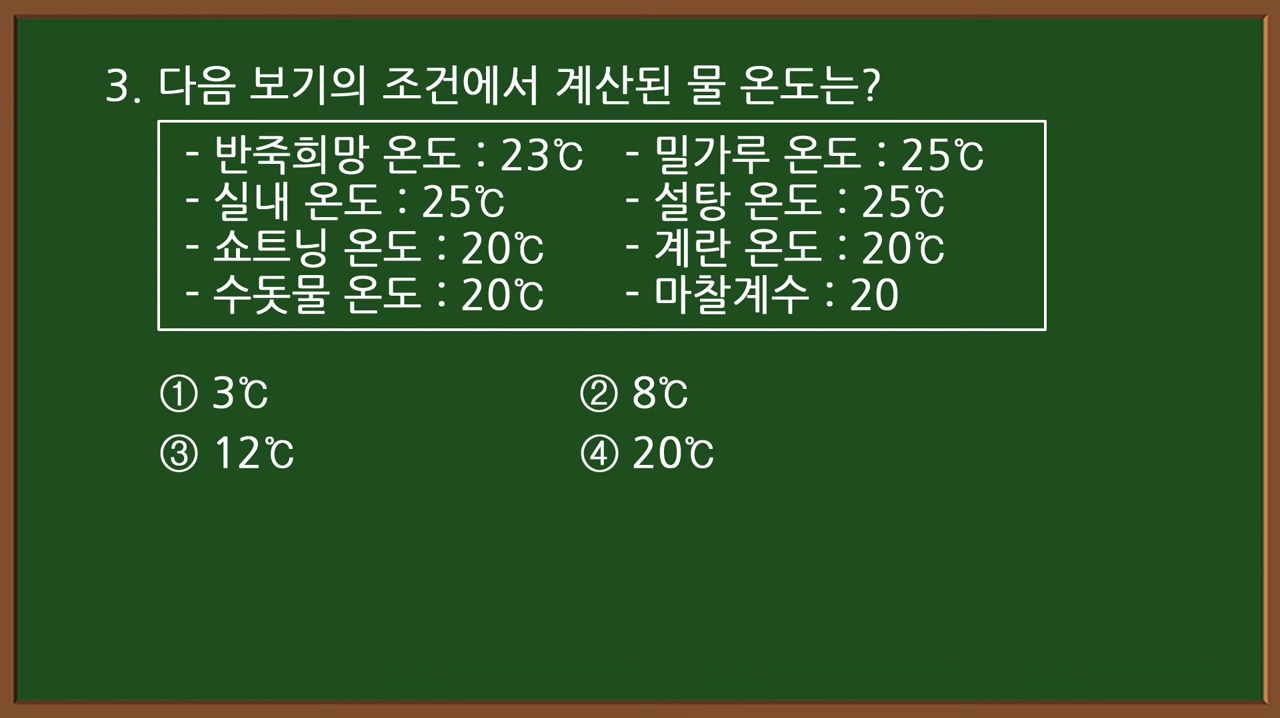 3. 다음 보기의 조건에서 계산된 물 온도는?
- 반죽희망 온도 : 23℃ - 밀가루 온도 : 25℃
- 실내 온도 : 25℃ - 설탕 온도 : 25℃
- 쇼트닝 온도 : 20℃ - 계란 온도 : 20℃
- 수돗물 온도 : 20℃ - 마찰계수 : 20
① 3℃ ② 8℃
③ 12℃ ④ 20℃